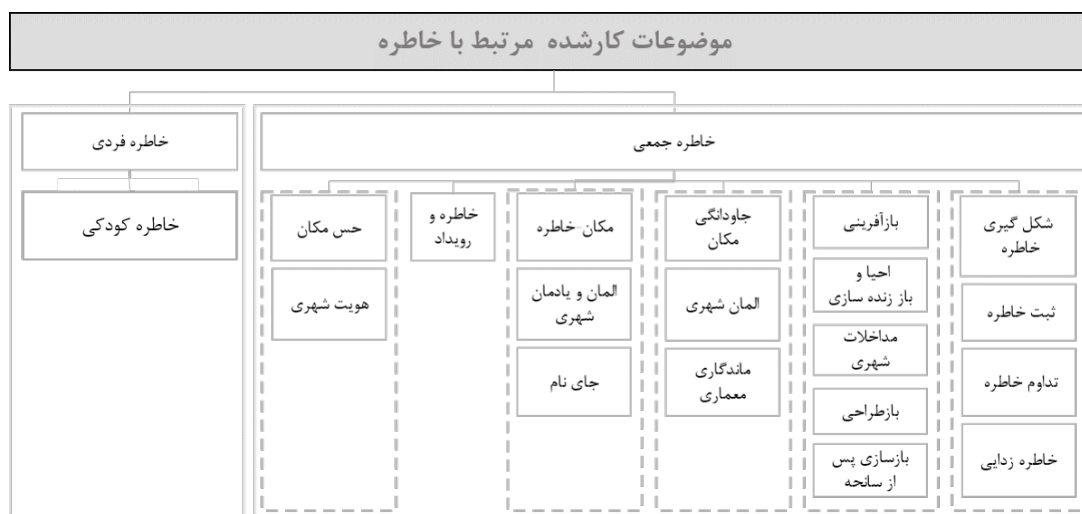 موضوعات کارشده مرتبط با خاطره
خاطره جمعی
خاطره فردی
شکل گیری
خاطره
ثبت خاطره
تداوم خاطره
خاطره زدایی
بازآفرینی
احیا و
باز زنده سازی
مداخلات
شهری
بازطراحی
بازسازی پس
از سانحه
جاودانگی
مکان
المان شهری
ماندگاری
معماری
مکان-خاطره
المان و یادمان
شهری
جای نام
خاطره و
رویداد
حس مکان
هویت شهری
خاطره کودکی